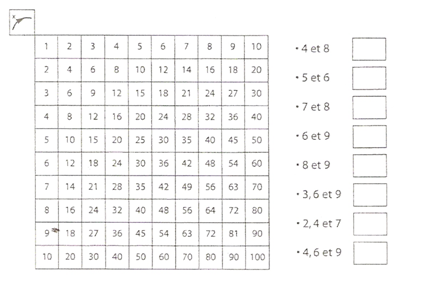 x
1 2 3 4 5 6 7 8 9 10
2 4 6 8 10 12 14 16 18 20
3 6 9 12 15 18 21 24 27 30
4 8 12 16 20 24 28 32 36 40
5 10 15 20 25 30 35 40 45 50
6 12 18 24 30 36 42 48 54 60
7 14 21 28 35 42 49 56 63 70
8 16 24 32 40 48 56 64 72 80
9 18 27 36 45 54 63 72 81 90
10 20 30 40 50 60 70 80 90 100
• 4 et 8
• 5 et 6
• 7 et 8
• 6 et 9
• 8 et 9
• 3, 6 et 9
• 2, 4 et 7
• 4, 6 et 9